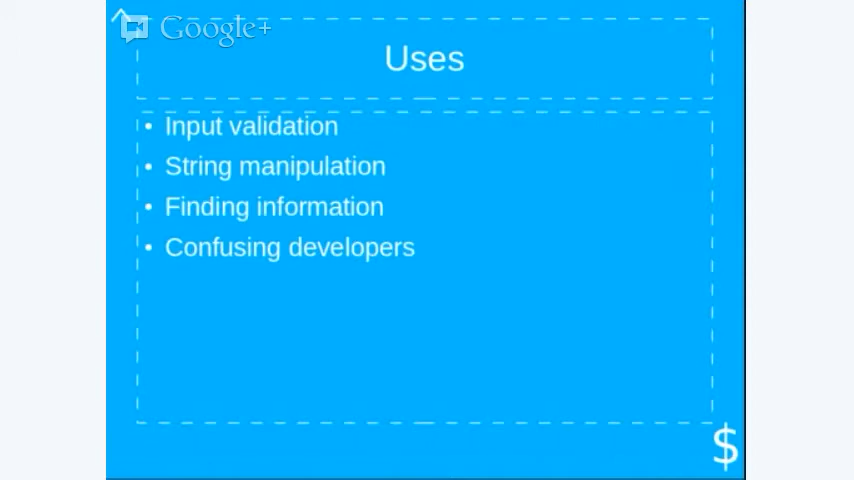 ^
Google+
Uses
• Input validation
• String manipulation
• Finding information
• Confusing developers
$